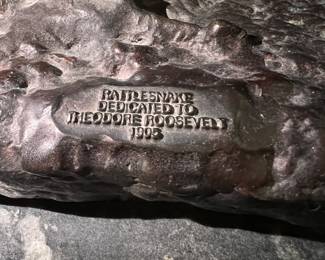 RATTLESNAKE
DEDICATED TO
THEODORE ROOSEVELT
1905